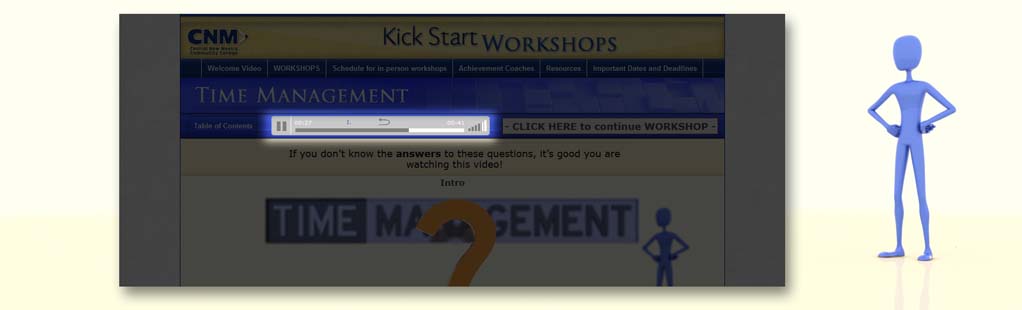 CNM
Central New Mexico
Community College
Kick Start WORKSHOPS
Welcome Video
WORKSHOPS
Schedule for in person workshops
Achievement Coaches
Resources
Important Dates and Deadlines
TIME MANAGEMENT
Table of Contents
00:27
1
00:41
- CLICK HERE to continue WORKSHOP -
If you don't know the answers to these questions, it's good you are
watching this video!
Intro
TIME MANAGEMENT
?